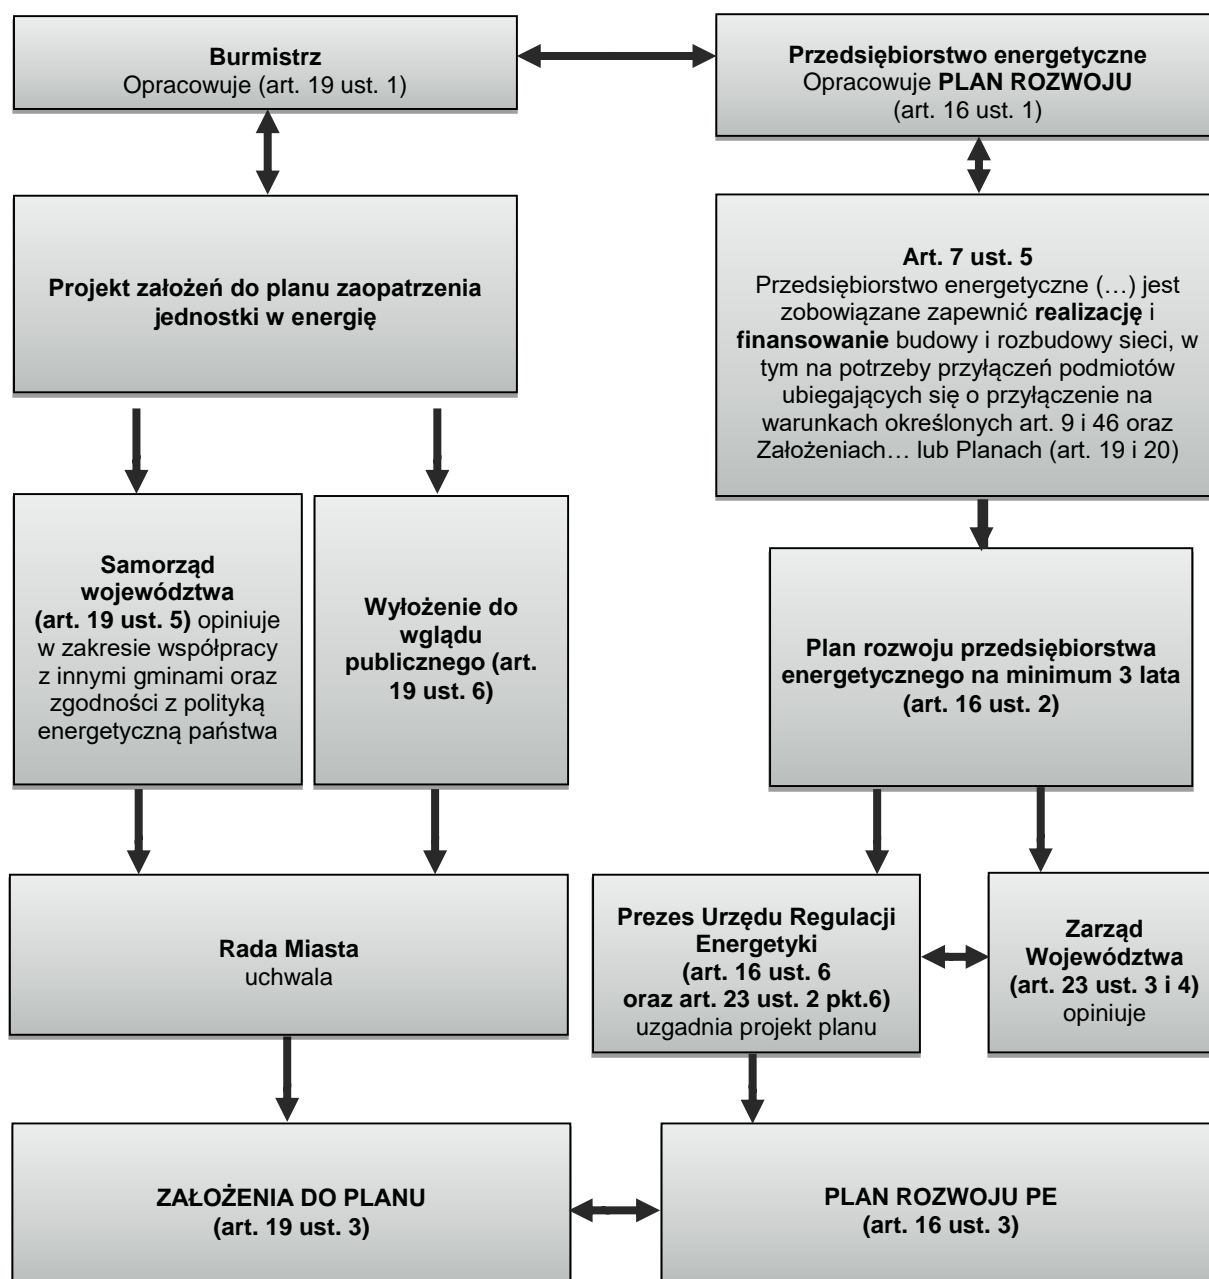 Burmistrz
Opracowuje (art. 19 ust. 1)
Przedsiębiorstwo energetyczne
Opracowuje PLAN ROZWOJU
(art. 16 ust. 1)
Projekt założeń do planu zaopatrzenia
jednostki w energię
Art. 7 ust. 5
Przedsiębiorstwo energetyczne (…) jest
zobowiązane zapewnić realizację i
finansowanie budowy i rozbudowy sieci, w
tym na potrzeby przyłączeń podmiotów
ubiegających się o przyłączenie na
warunkach określonych art. 9 i 46 oraz
Założeniach… lub Planach (art. 19 i 20)
Samorząd
województwa
(art. 19 ust. 5) opiniuje
w zakresie współpracy
z innymi gminami oraz
zgodności z polityką
energetyczną państwa
Wyłożenie do
wglądu
publicznego (art.
19 ust. 6)
Plan rozwoju przedsiębiorstwa
energetycznego na minimum 3 lata
(art. 16 ust. 2)
Rada Miasta
uchwala
Prezes Urzędu Regulacji
Energetyki
(art. 16 ust. 6
oraz art. 23 ust. 2 pkt.6)
uzgadnia projekt planu
Zarząd
Województwa
(art. 23 ust. 3 i 4)
opiniuje
ZAŁOŻENIA DO PLANU
(art. 19 ust. 3)
PLAN ROZWOJU PE
(art. 16 ust. 3)